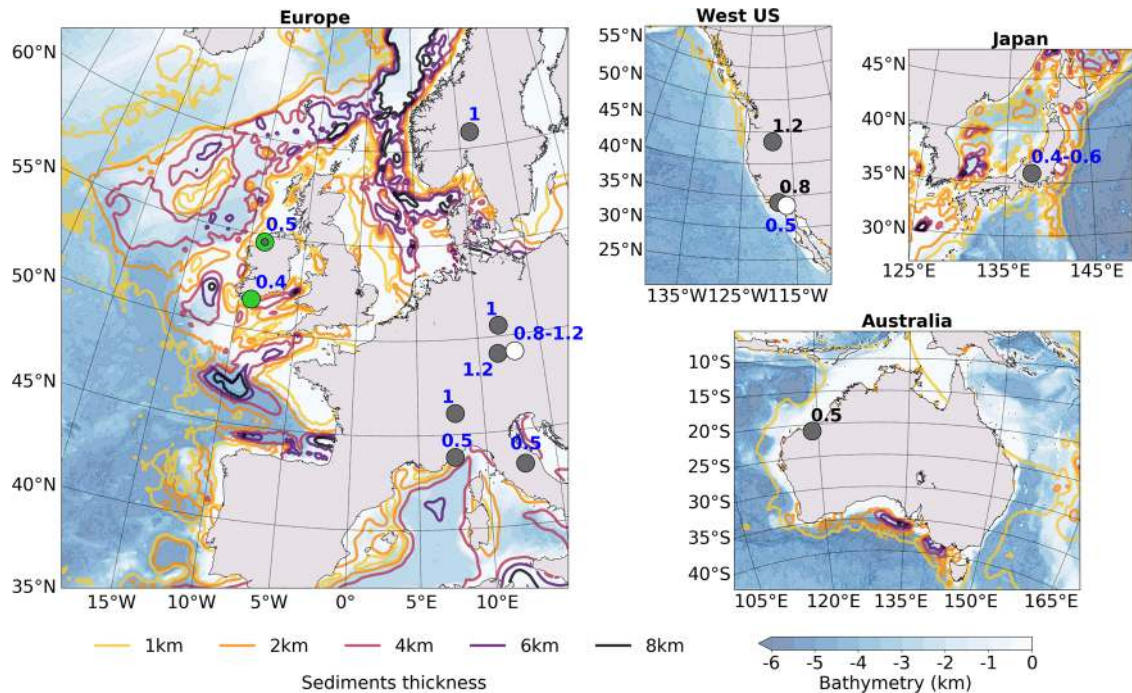 Europe
60°N
55°N
50°N
45°N
40°N
35°N
15°W
10°W
5°W
0°E
5°E
10°E
1
0.5
0.4
1
0.8-1.2
1.2
1
0.5
0.5
West US
55°N
50°N
45°N
40°N
35°N
30°N
25°N
135°W
125°W
115°W
1.2
0.8
0.5
Japan
45°N
40°N
35°N
30°N
125°E
135°E
145°E
0.4-0.6
Australia
10°S
15°S
20°S
25°S
30°S
35°S
40°S
105°E
120°E
135°E
150°E
165°E
0.5
1km
2km
4km
6km
8km
Sediments thickness
-6
-5
-4
-3
-2
-1
0
Bathymetry (km)